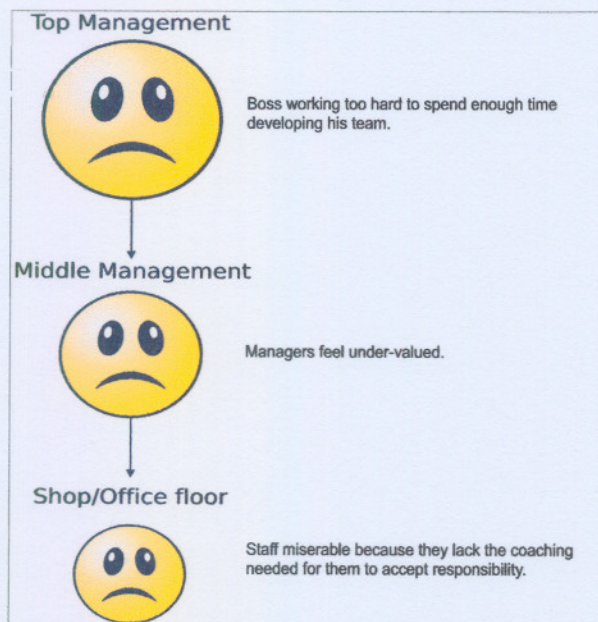 Top Management
Boss working too hard to spend enough time
developing his team.
Middle Management
Managers feel under-valued.
Shop/Office floor
Staff miserable because they lack the coaching
needed for them to accept responsibility.